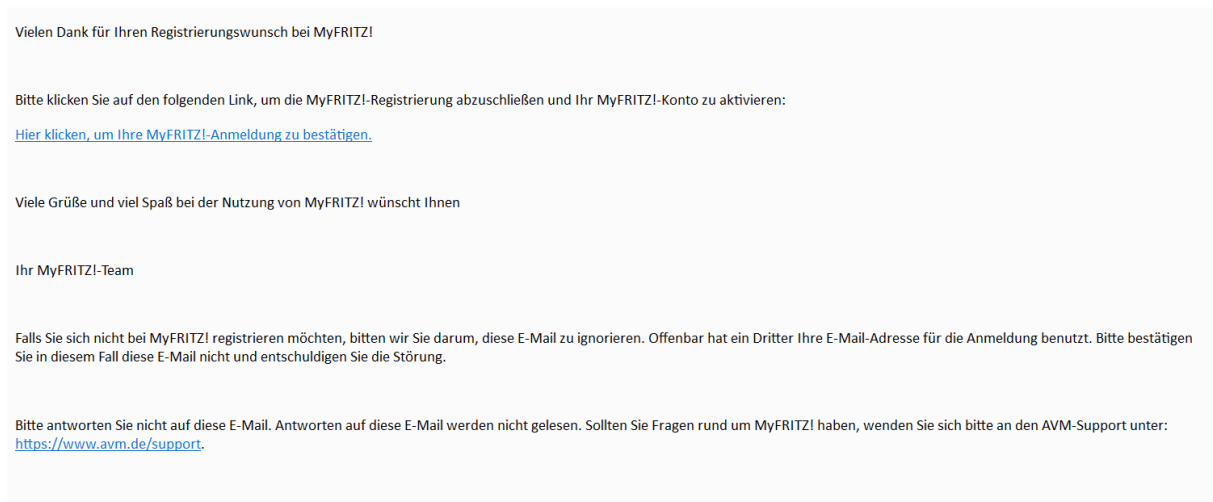 Vielen Dank für Ihren Registrierungswunsch bei MyFRITZ!
Bitte klicken Sie auf den folgenden Link, um die MyFRITZ!-Registrierung abzuschließen und Ihr MyFRITZ!-Konto zu aktivieren:
Hier klicken, um Ihre MyFRITZ!-Anmeldung zu bestätigen.
Viele Grüße und viel Spaß bei der Nutzung von MyFRITZ! wünscht Ihnen
Ihr MyFRITZ!-Team
Falls Sie sich nicht bei MyFRITZ! registrieren möchten, bitten wir Sie darum, diese E-Mail zu ignorieren. Offenbar hat ein Dritter Ihre E-Mail-Adresse für die Anmeldung benutzt. Bitte bestätigen
Sie in diesem Fall diese E-Mail nicht und entschuldigen Sie die Störung.
Bitte antworten Sie nicht auf diese E-Mail. Antworten auf diese E-Mail werden nicht gelesen. Sollten Sie Fragen rund um MyFRITZ! haben, wenden Sie sich bitte an den AVM-Support unter:
https://www.avm.de/support.